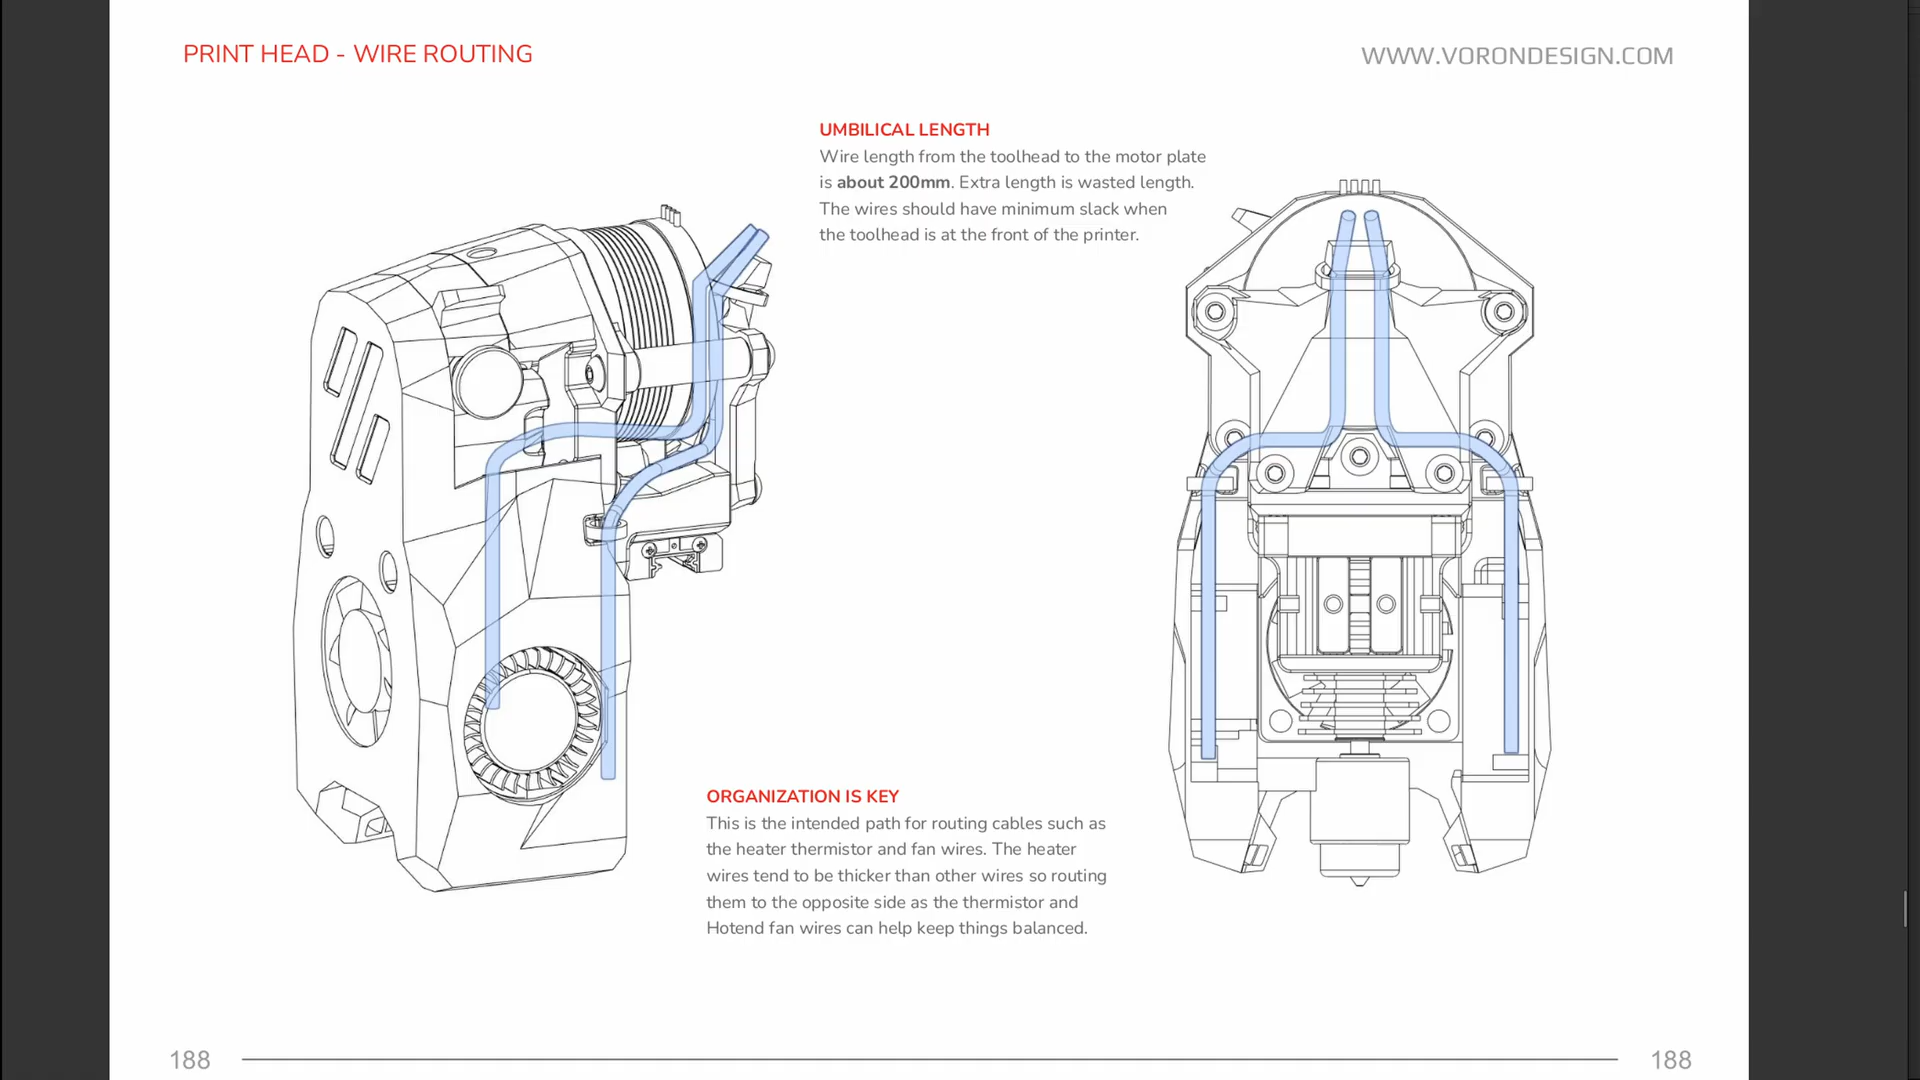 PRINT HEAD - WIRE ROUTING
WWW.VORONDESIGN.COM
UMBILICAL LENGTH
Wire length from the toolhead to the motor plate
is about 200mm. Extra length is wasted length.
The wires should have minimum slack when
the toolhead is at the front of the printer.
ORGANIZATION IS KEY
This is the intended path for routing cables such as
the heater thermistor and fan wires. The heater
wires tend to be thicker than other wires so routing
them to the opposite side as the thermistor and
Hotend fan wires can help keep things balanced.
188
188